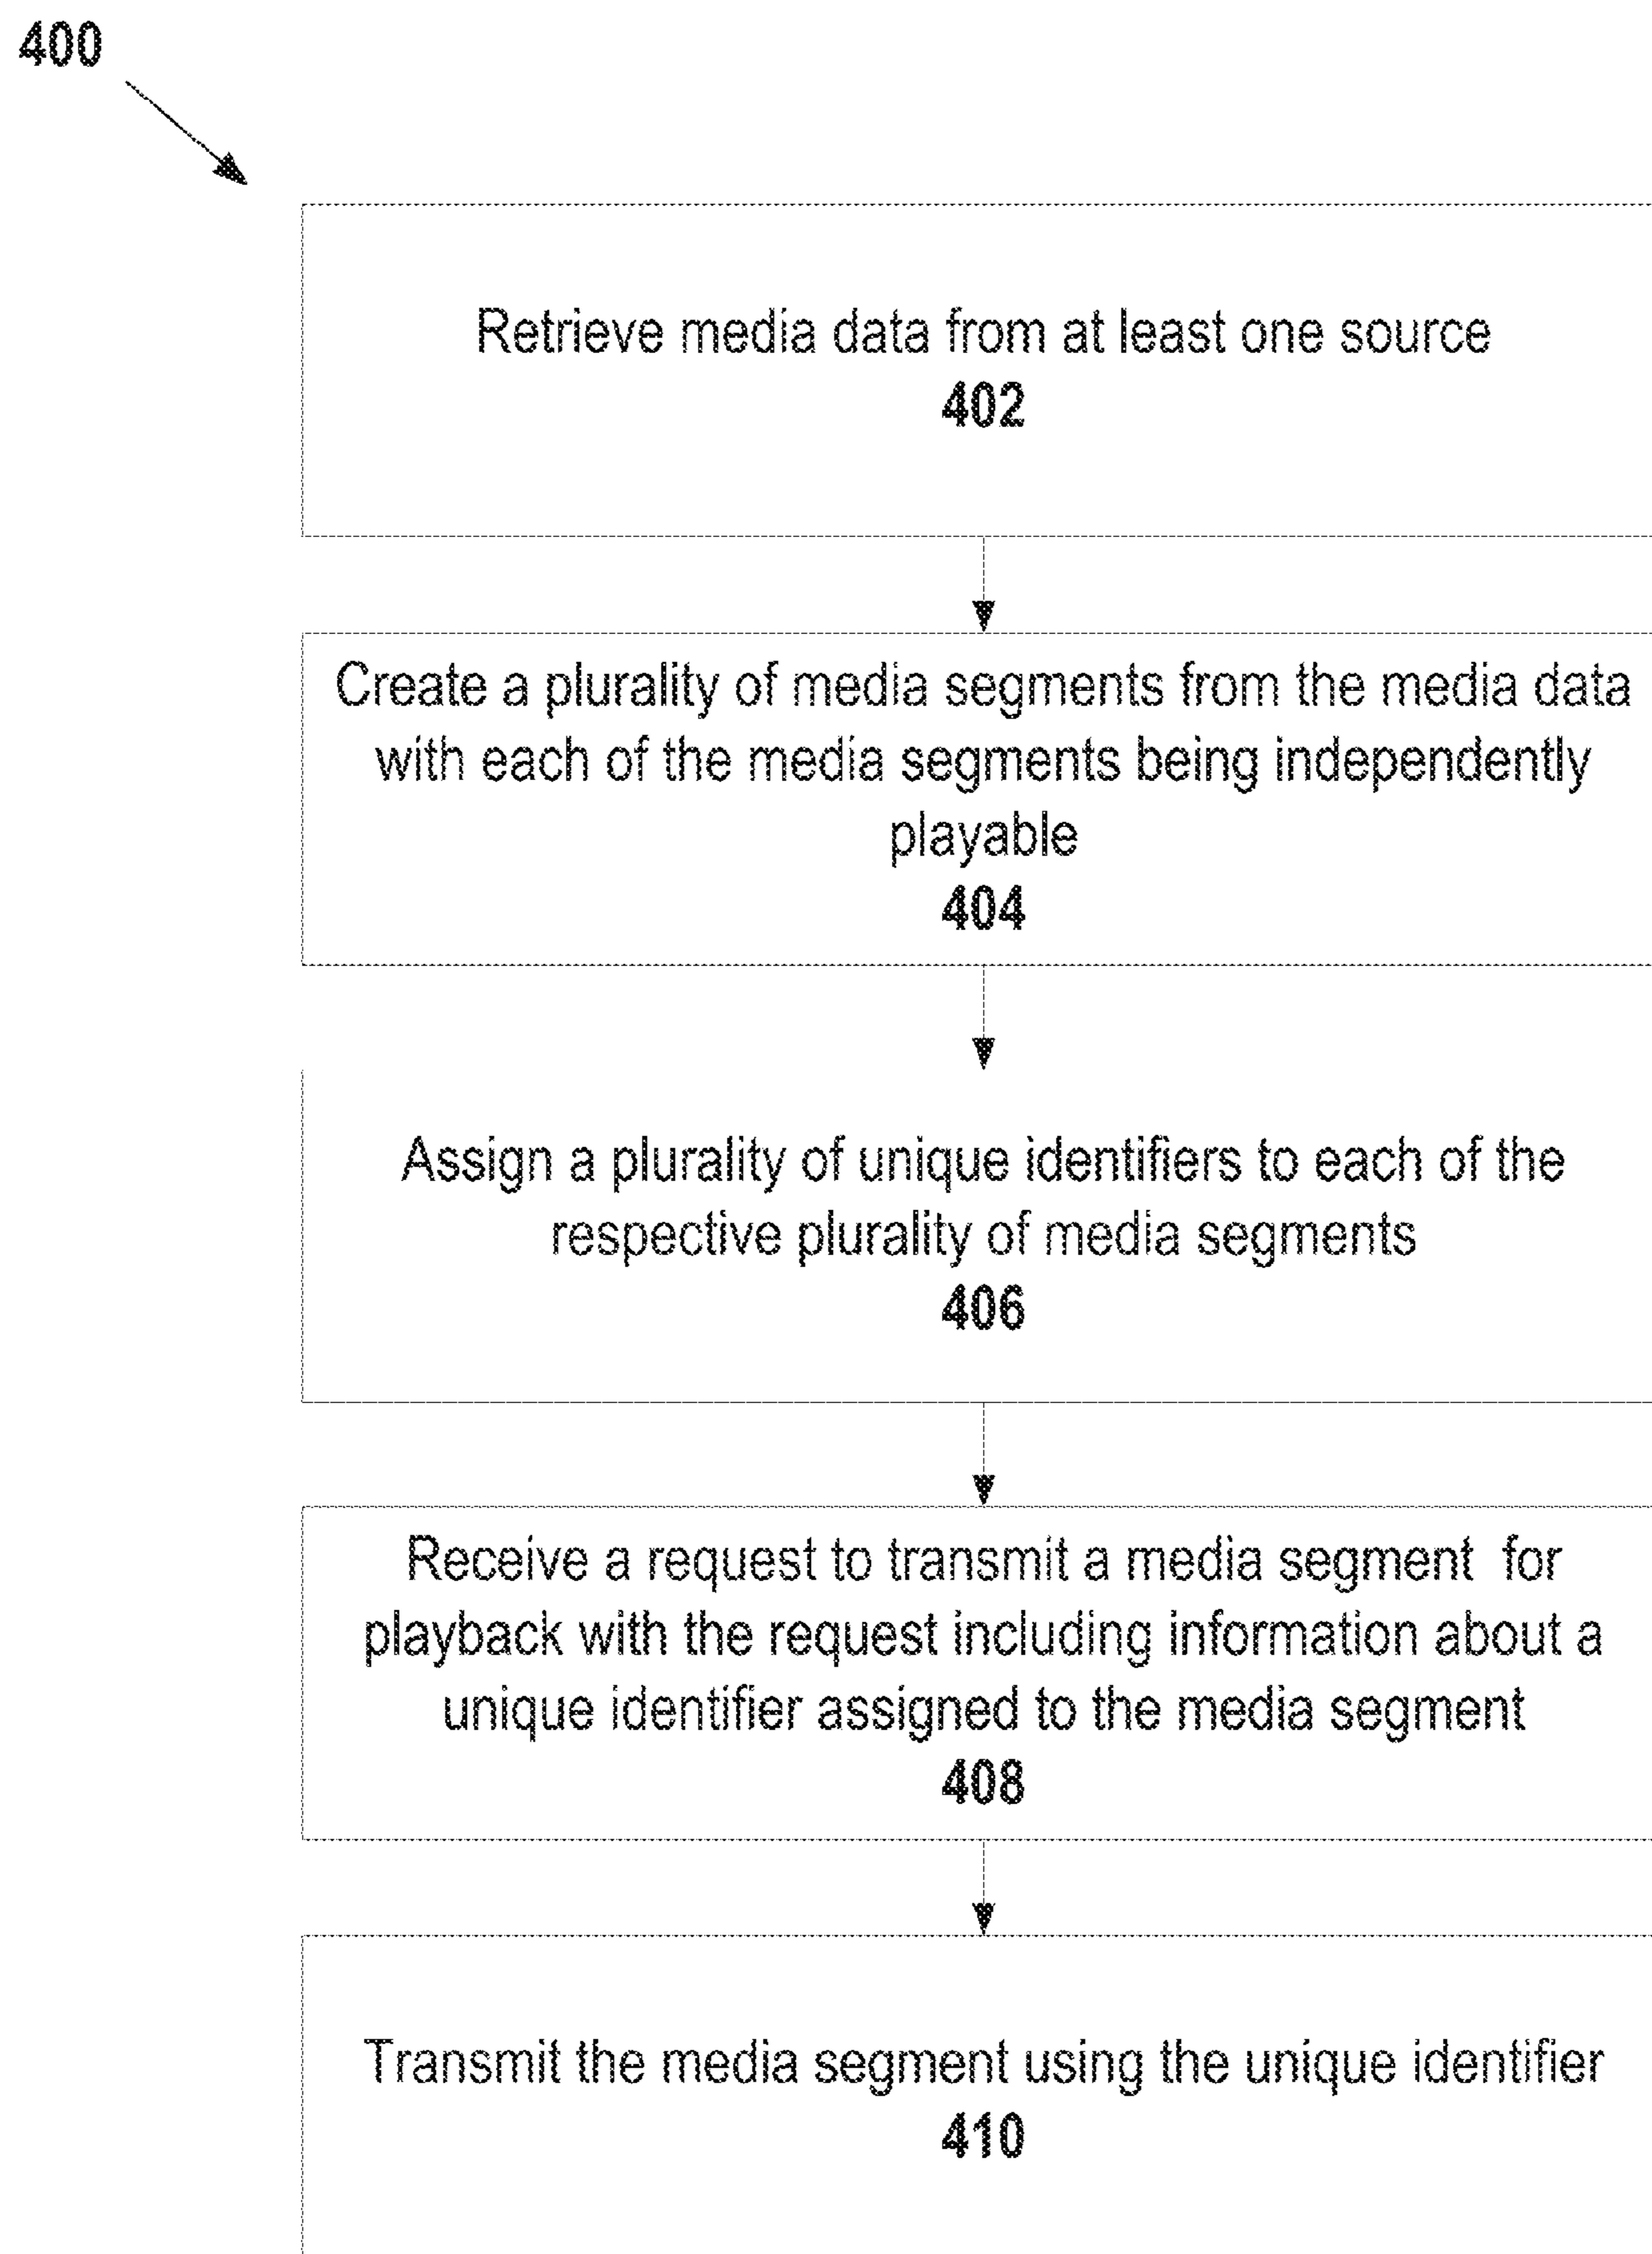 400
Retrieve media data from at least one source
402
Create a plurality of media segments from the media data
with each of the media segments being independently
playable
404
Assign a plurality of unique identifiers to each of the
respective plurality of media segments
406
Receive a request to transmit a media segment for
playback with the request including information about a
unique identifier assigned to the media segment
408
Transmit the media segment using the unique identifier
410